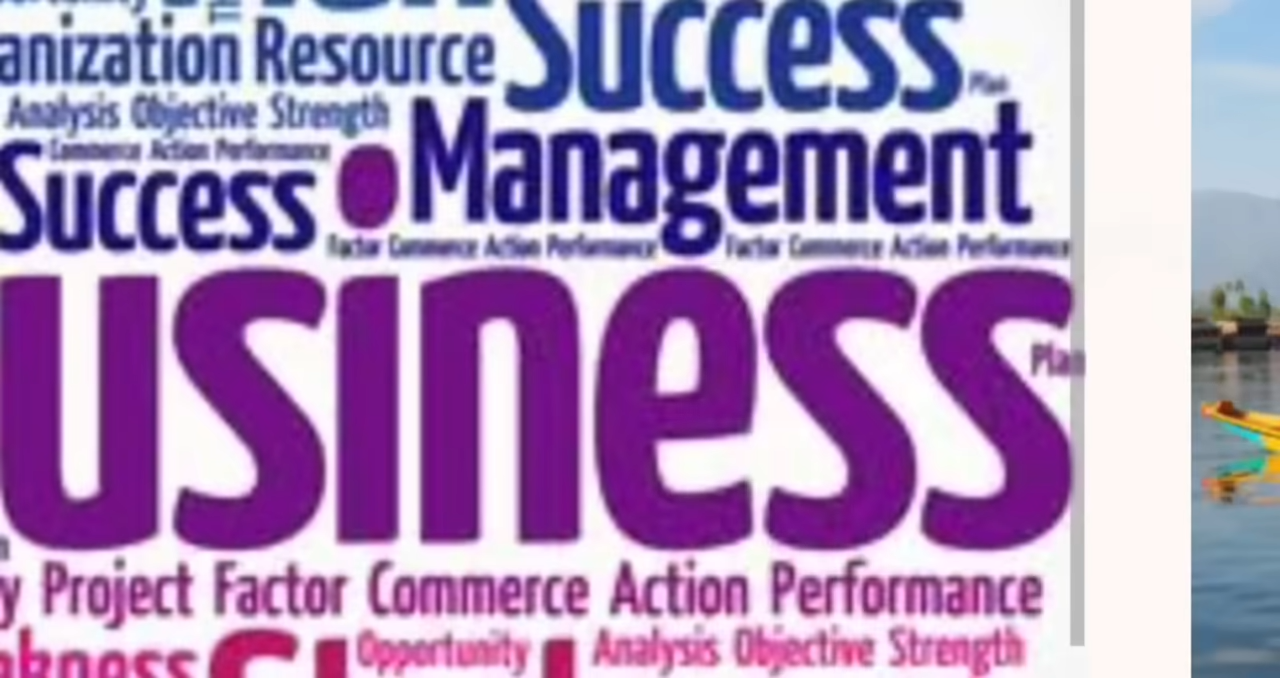 anization Resource Success
Plan
Analysis Objective Strength
Management
Commerce Action Performance
Success
Factor Commerce Action Performance Factor Commerce Action Performance
usiness
Plan
y Project Factor Commerce Action Performance
akness
Opportunity Analysis Objective Strength